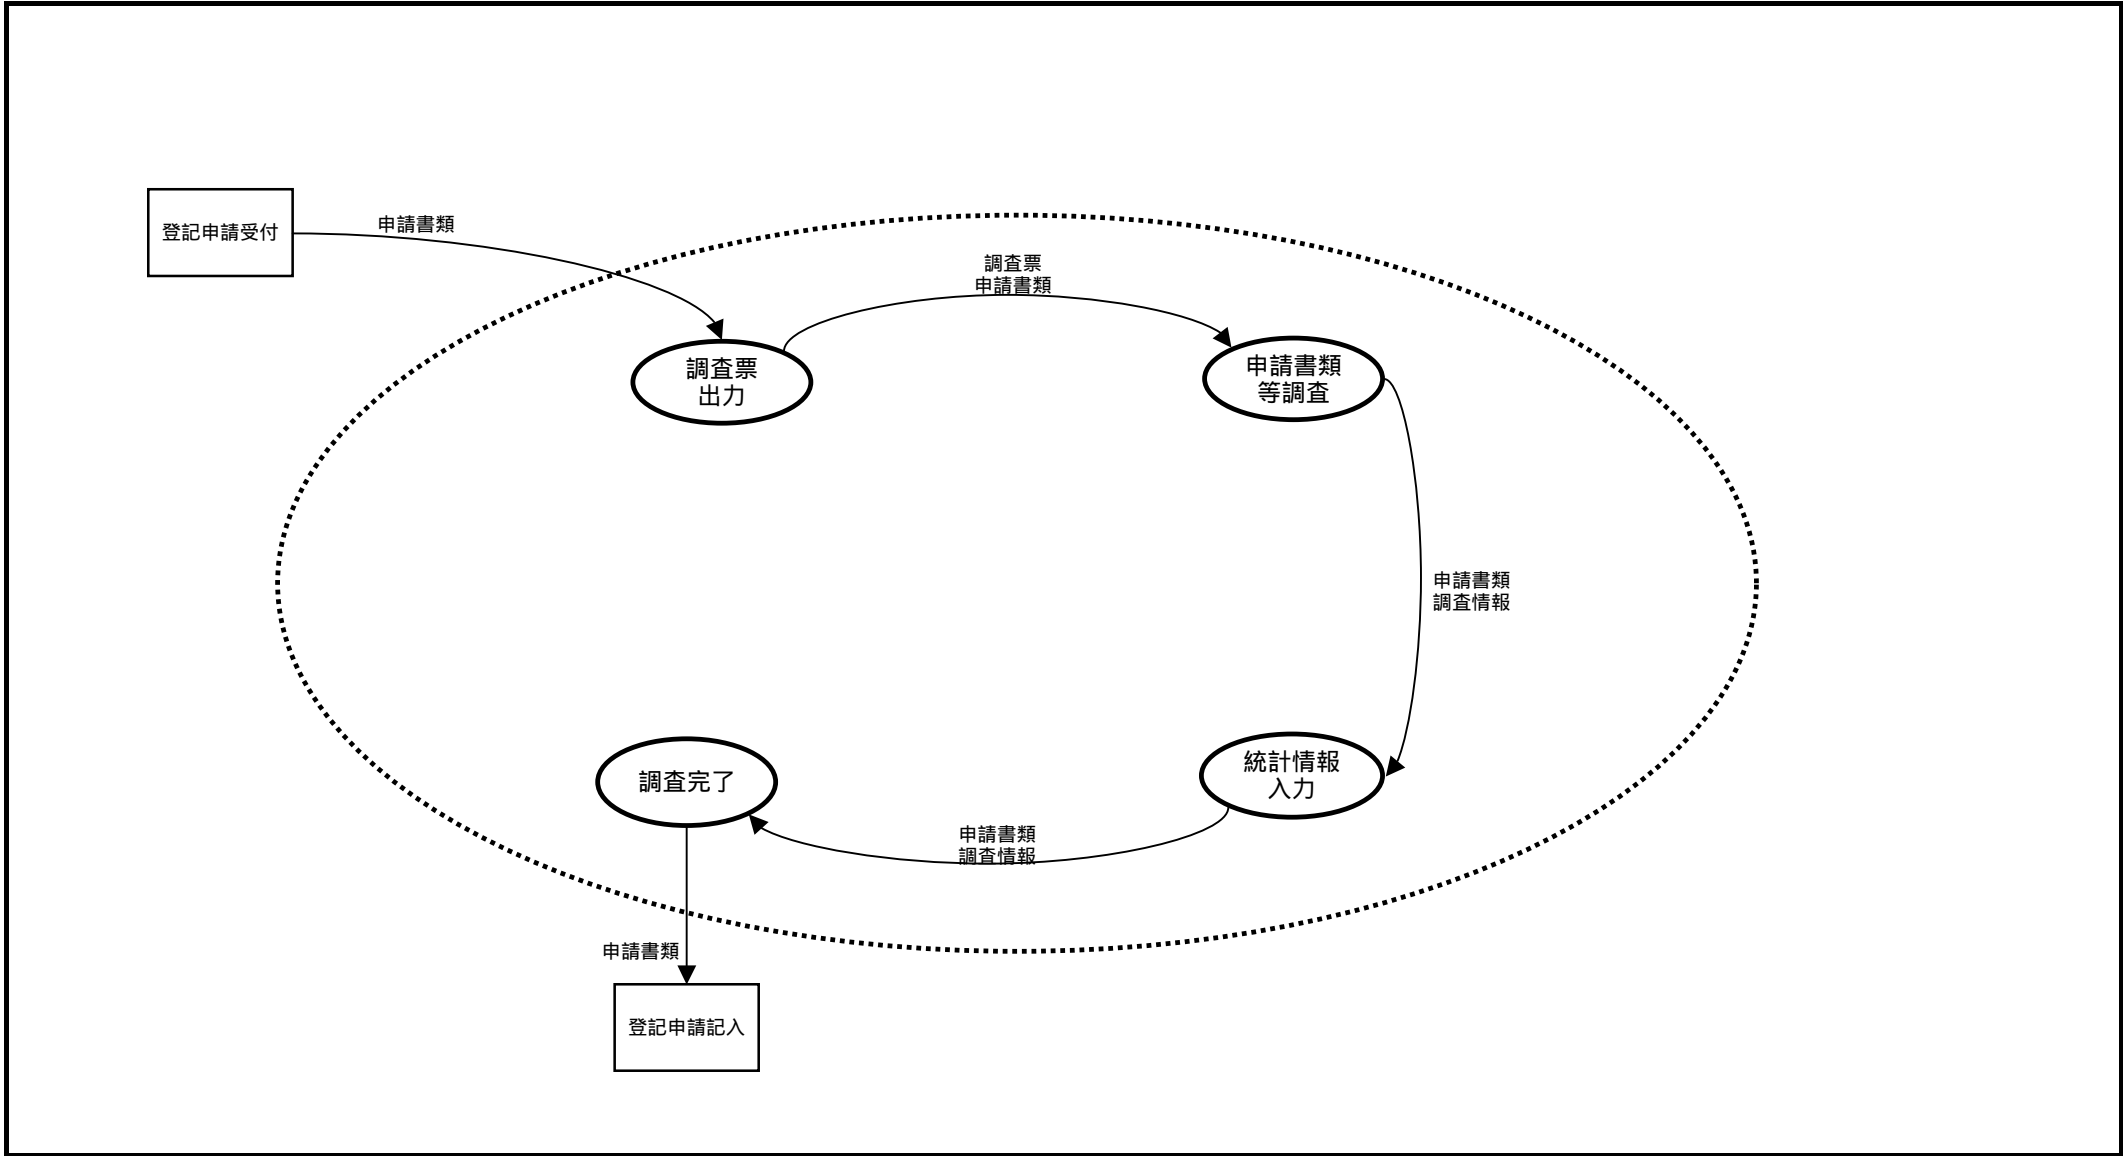 登記申請受付
申請書類
調査票
申請書類
調査票
出力
申請書類
等調査
申請書類
調査情報
統計情報
入力
調査完了
申請書類
調査情報
申請書類
登記申請記入